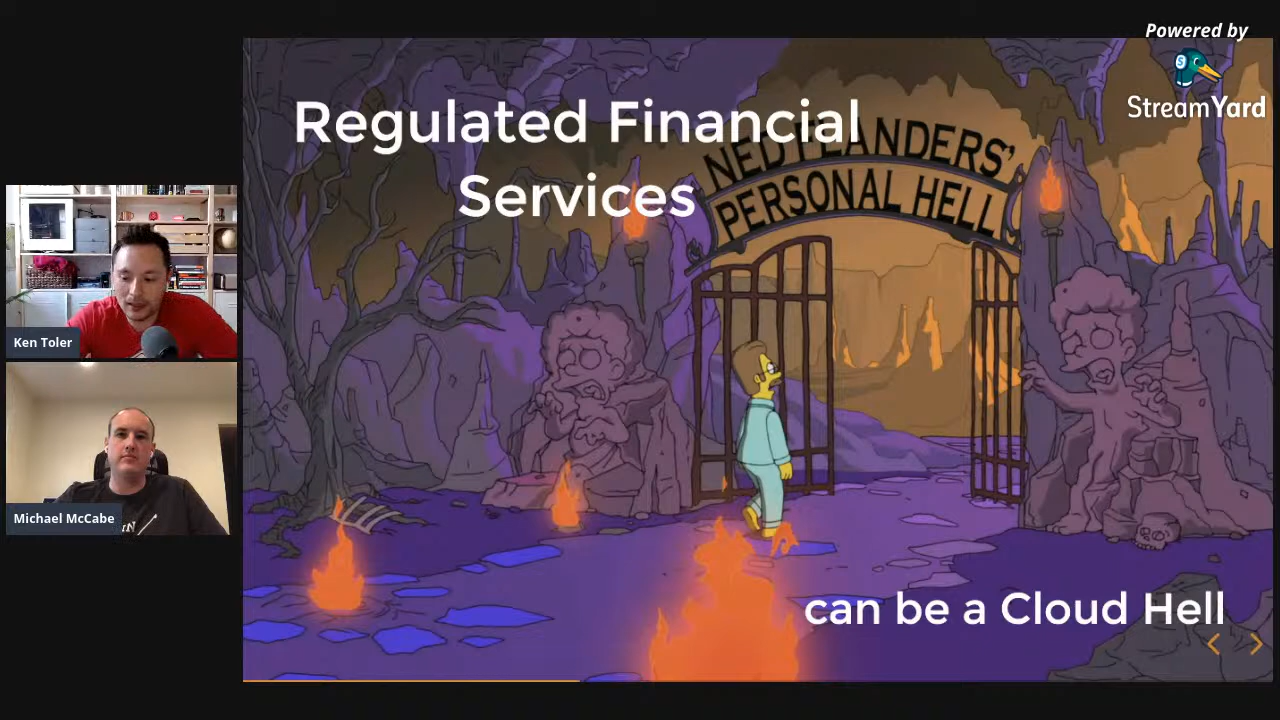 Powered by
StreamYard
Regulated Financial
Services
NED FLANDERS'
PERSONAL HELL
Ken Toler
Michael McCabe
can be a Cloud Hell